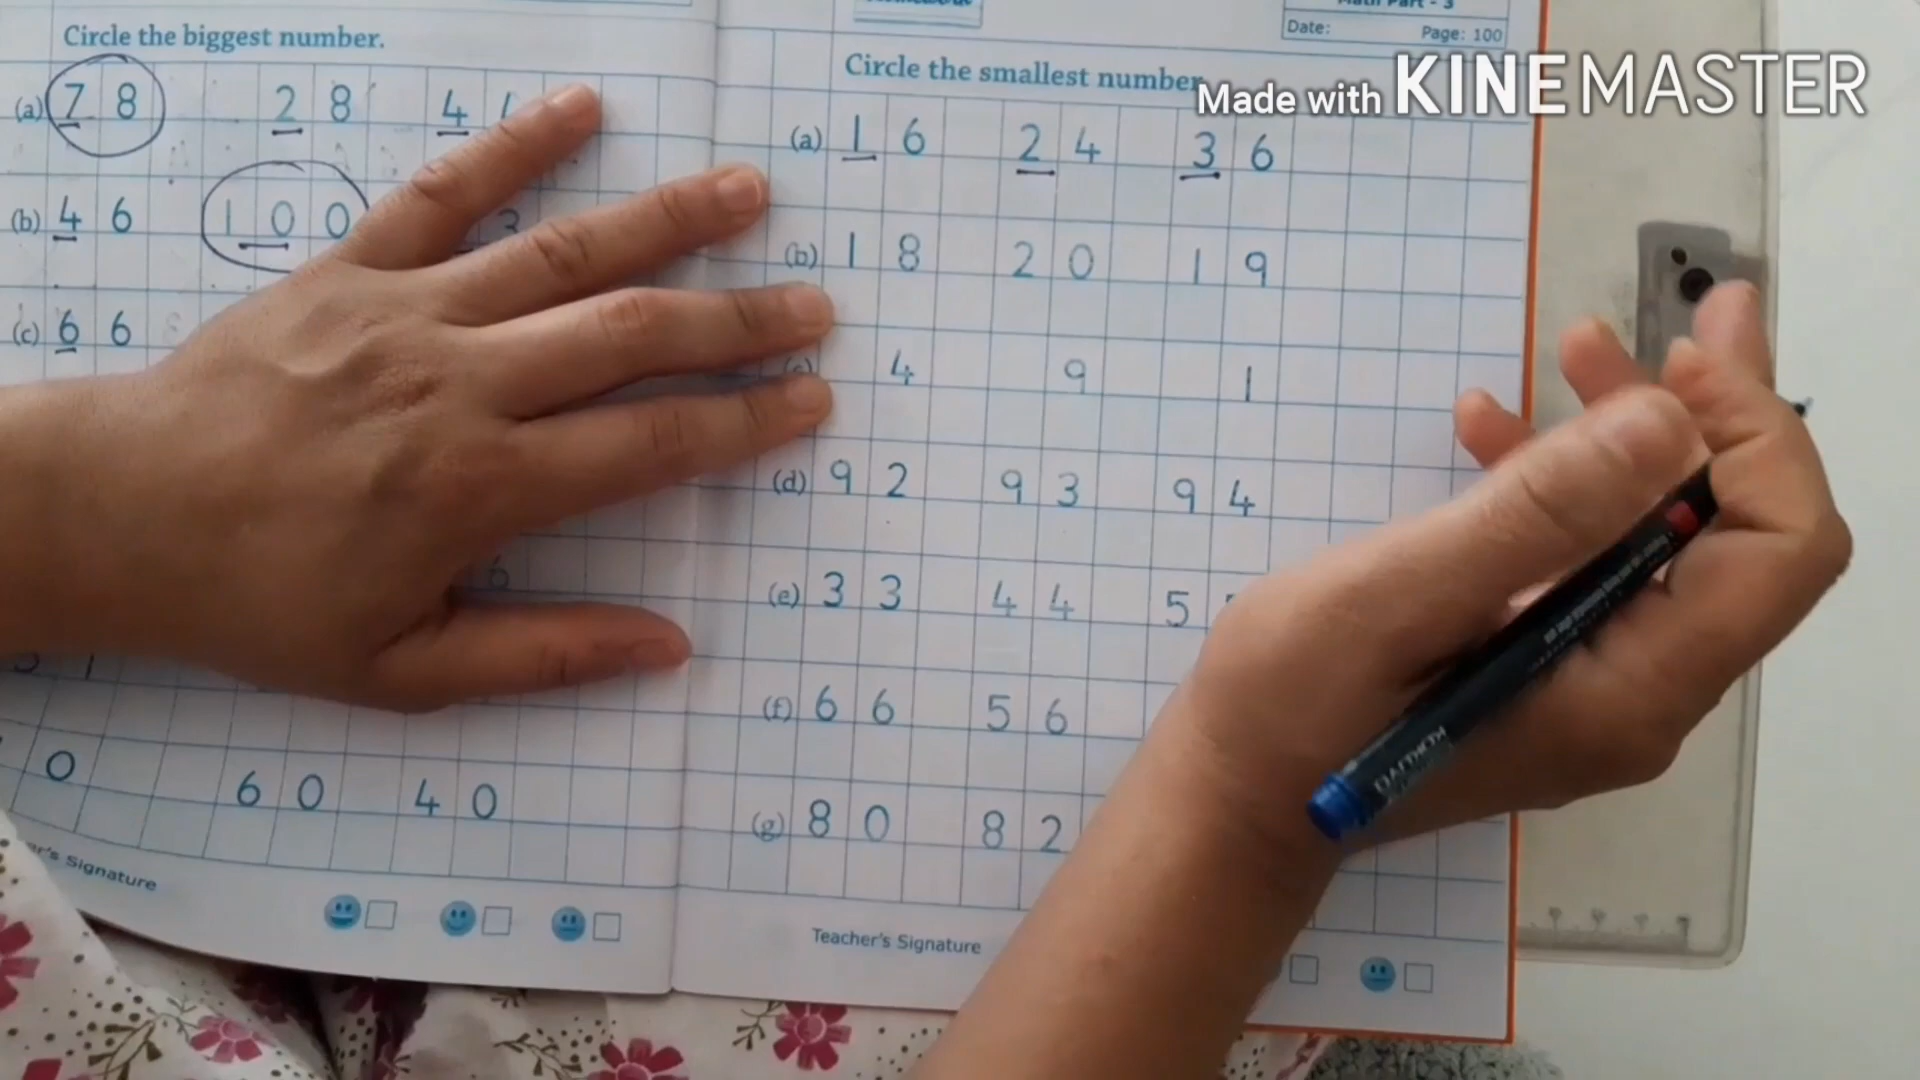 Circle the biggest number.
(a) 78 28 4
(b) 46 100 3
(c) 66
6
0 60 40
Signature
Date: Page: 100
Circle the smallest number
Made with KINEMASTER
(a) 16 24 36
(b) 18 20 19
(c) 4 9 1
(d) 92 93 94
(e) 33 44 5
(f) 66 56
(g) 80 82
Teacher's Signature